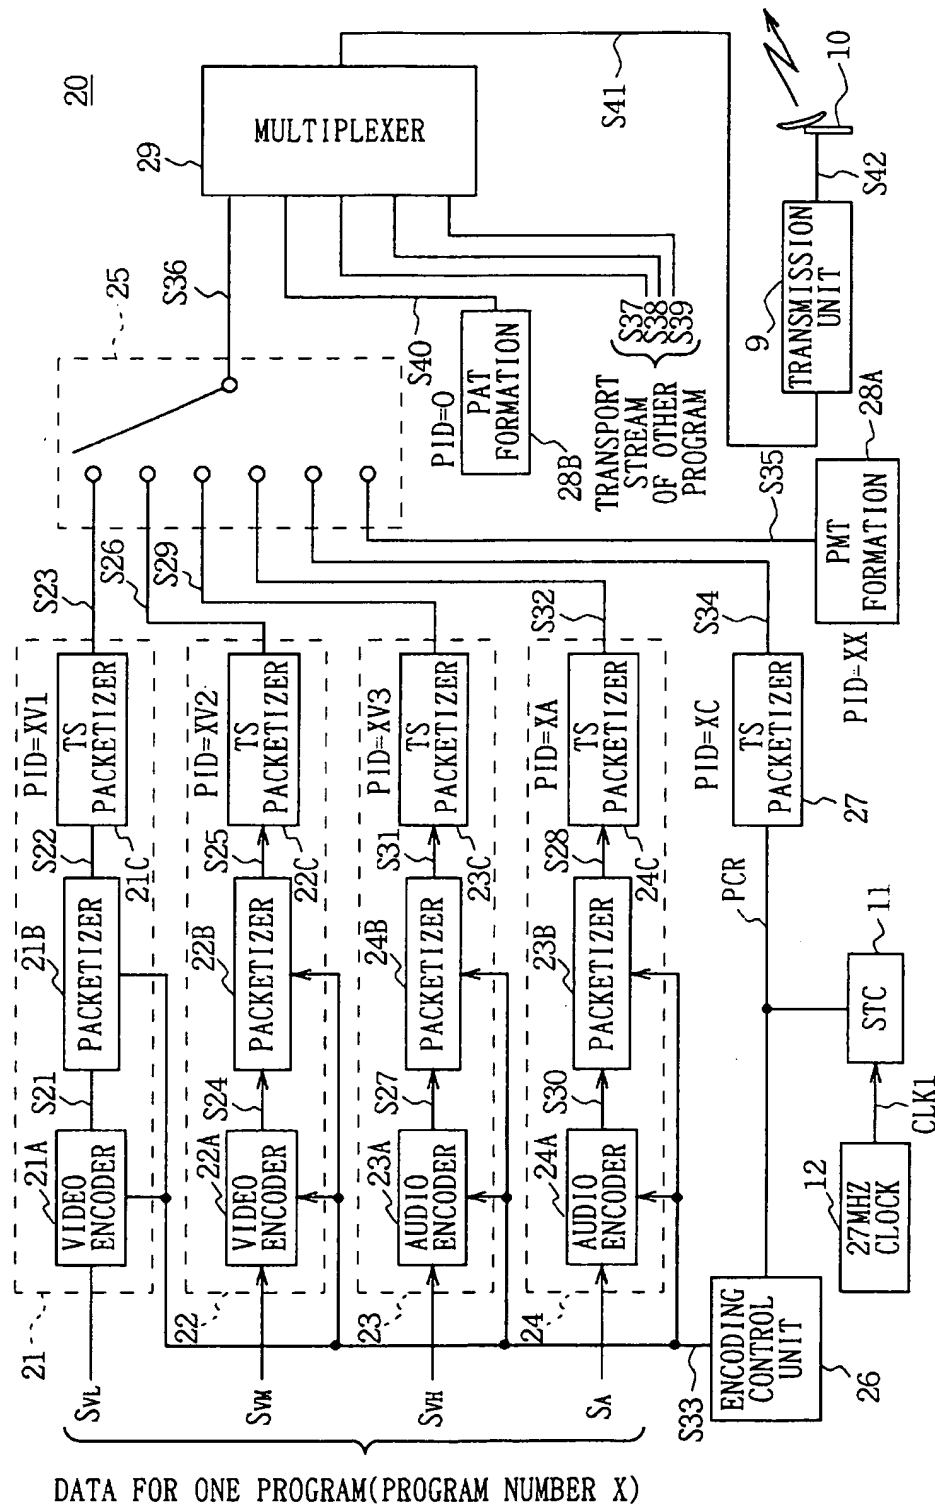 20
DATA FOR ONE PROGRAM(PROGRAM NUMBER X)
SVL
SVM
SVH
SA
21
21A
VIDEO
ENCODER
S21
21B
PACKETIZER
S22
PID=XV1
TS
PACKETIZER
21C
S23
22
22A
VIDEO
ENCODER
S24
22B
PACKETIZER
S25
PID=XV2
TS
PACKETIZER
22C
S26
23
23A
AUDIO
ENCODER
S27
24B
PACKETIZER
S31
PID=XV3
TS
PACKETIZER
23C
S29
24
24A
AUDIO
ENCODER
S30
23B
PACKETIZER
S28
PID=XA
TS
PACKETIZER
24C
S32
S33
ENCODING
CONTROL
UNIT
26
12
27MHZ
CLOCK
CLK1
STC
11
PCR
PID=XC
TS
PACKETIZER
27
S34
PID=XX
PMT
FORMATION
28A
S35
25
S36
29
MULTIPLEXER
PID=0
PAT
FORMATION
28B
S40
S37
S38
S39
TRANSPORT
STREAM
OF OTHER
PROGRAM
S41
9
TRANSMISSION
UNIT
S42
10